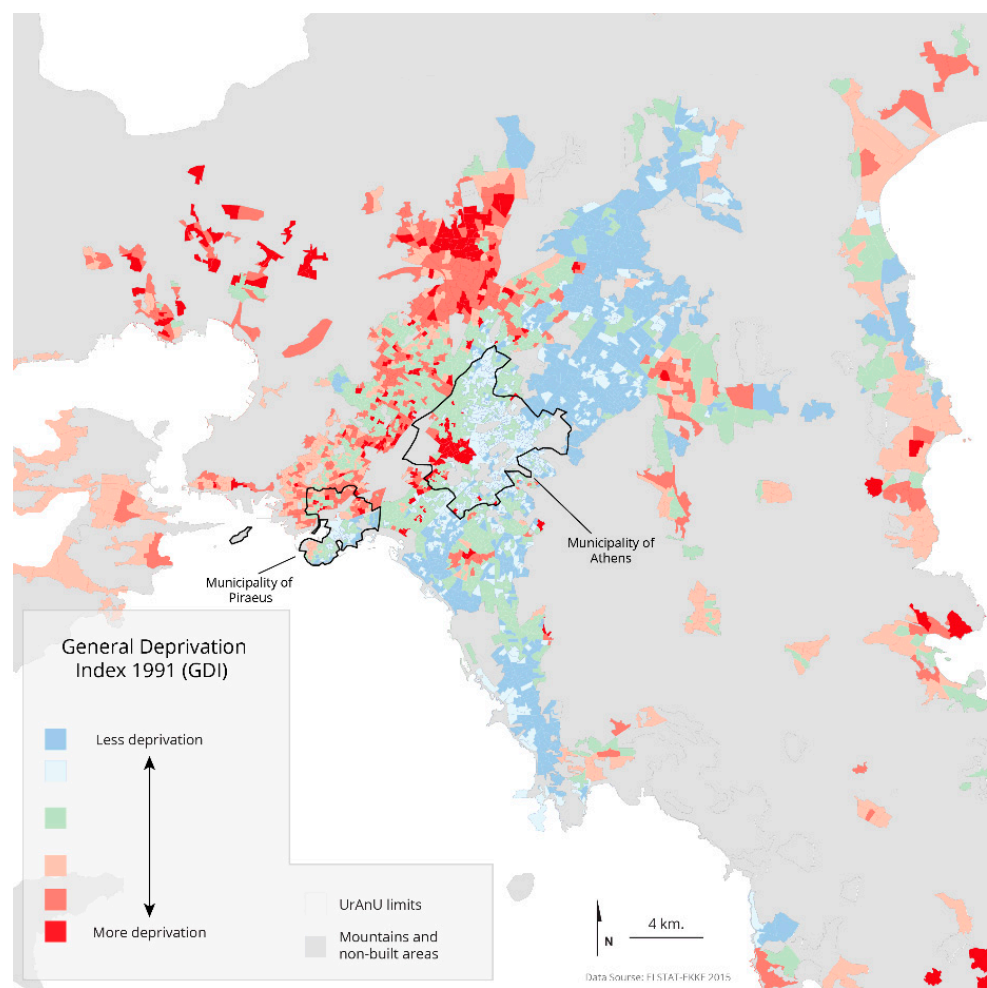 Municipality of
Athens
Municipality of
Piraeus
General Deprivation
Index 1991 (GDI)
Less deprivation
More deprivation
UrAnU limits
Mountains and
non-built areas
N
4 km.
Data Sourse: ELSTAT-EKKE 2015